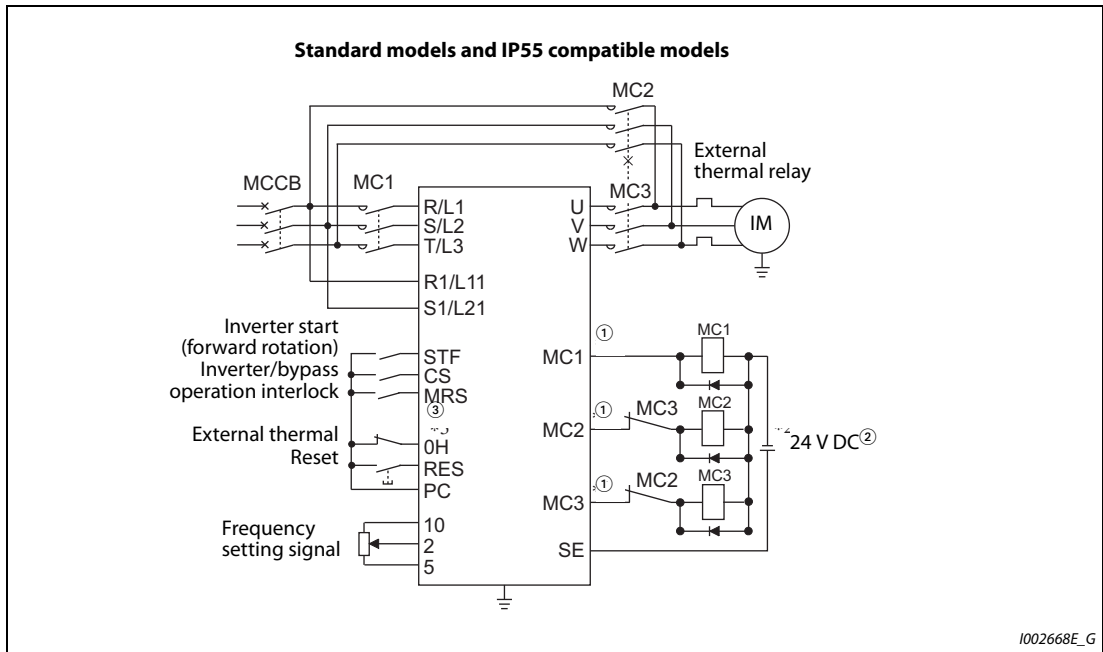 Standard models and IP55 compatible models
MC2
External
thermal relay
MCCB
MC1
MC3
R/L1
S/L2
T/L3
U
V
W
IM
R1/L11
S1/L21
Inverter start
(forward rotation)
Inverter/bypass
operation interlock
STF
CS
MRS
③
External thermal
Reset
0H
RES
PC
Frequency
setting signal
10
2
5
MC1
①
MC1
MC2
①
MC3
MC2
24 V DC②
MC3
①
MC2
MC3
SE
I002668E_G